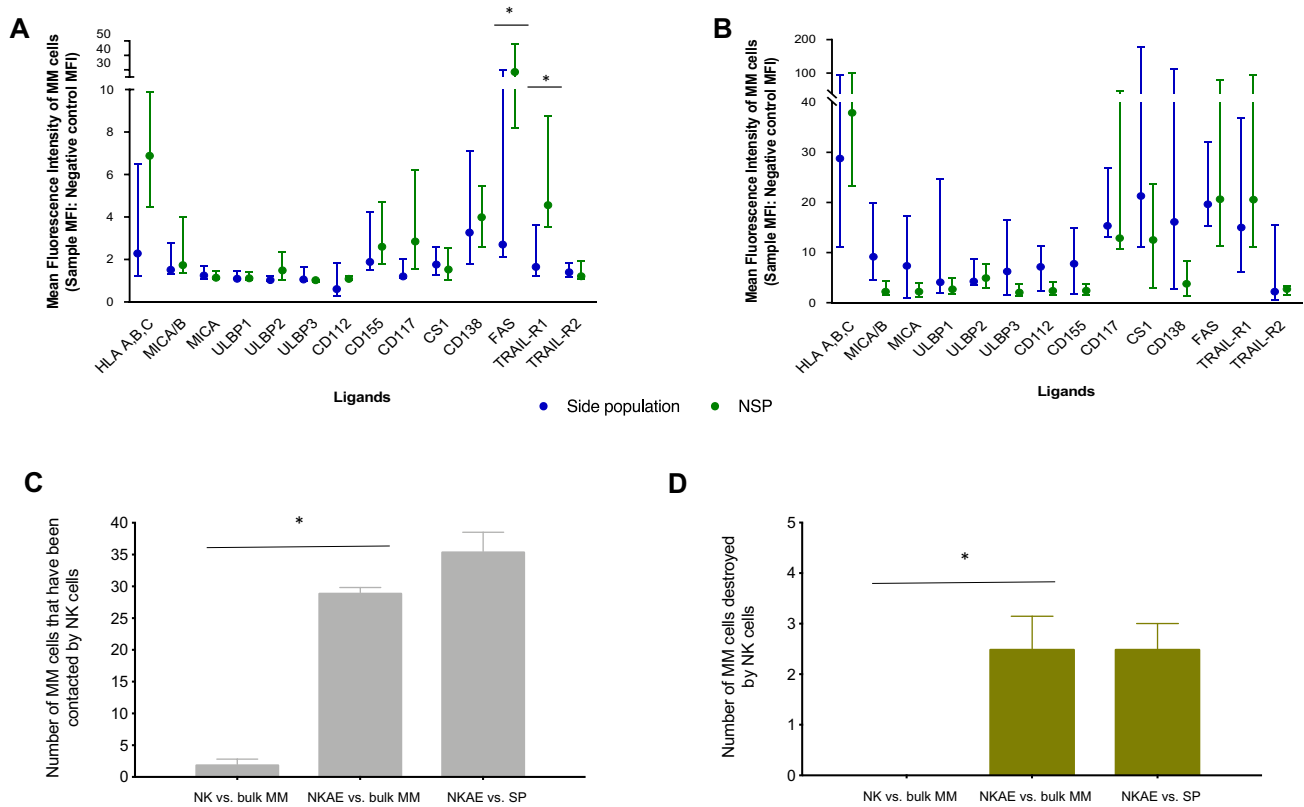 A
Mean Fluorescence Intensity of MM cells
(Sample MFI: Negative control MFI)
50
40
30
10
8
6
4
2
0
*
*
HLA A,B,C
MICA/B
MICA
ULBP1
ULBP2
ULBP3
CD112
CD155
CD117
CS1
CD138
FAS
TRAIL-R1
TRAIL-R2
Ligands
B
Mean Fluorescence Intensity of MM cells
(Sample MFI: Negative control MFI)
200
100
40
30
20
10
0
HLA A,B,C
MICA/B
MICA
ULBP1
ULBP2
ULBP3
CD112
CD155
CD117
CS1
CD138
FAS
TRAIL-R1
TRAIL-R2
Ligands
Side population
NSP
C
Number of MM cells that have been
contacted by NK cells
40
35
30
25
20
15
10
5
0
*
NK vs. bulk MM
NKAE vs. bulk MM
NKAE vs. SP
D
Number of MM cells destroyed
by NK cells
5
4
3
2
1
0
*
NK vs. bulk MM
NKAE vs. bulk MM
NKAE vs. SP